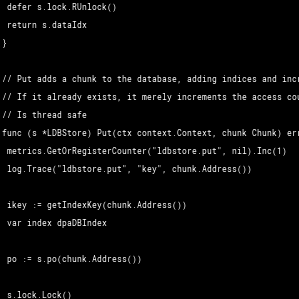 defer s.lock.RUnlock()
return s.dataIdx
}
// Put adds a chunk to the database, adding indices and incr
// If it already exists, it merely increments the access cou
// Is thread safe
func (s *LDBStore) Put(ctx context.Context, chunk Chunk) err
metrics.GetOrRegisterCounter("ldbstore.put", nil).Inc(1)
log.Trace("ldbstore.put", "key", chunk.Address())
ikey := getIndexKey(chunk.Address())
var index dpaDBIndex
po := s.po(chunk.Address())
s.lock.Lock()